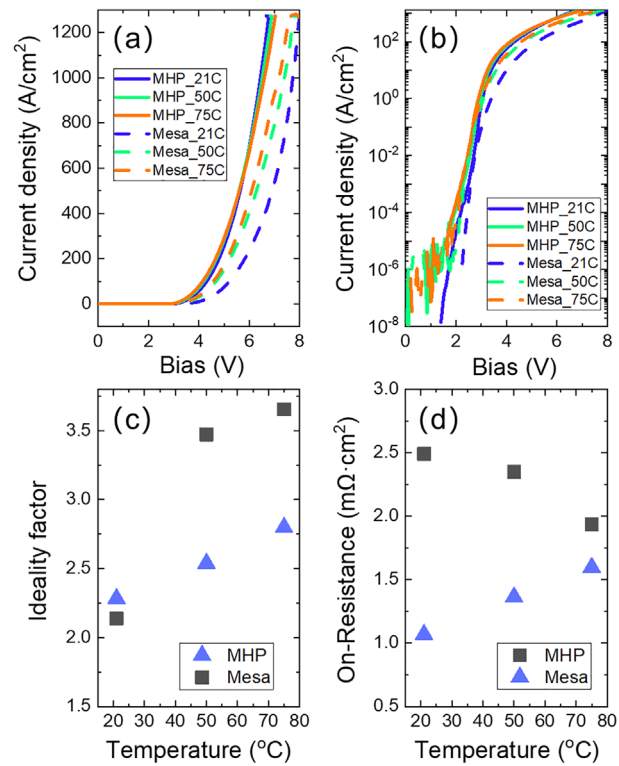 (a)
MHP_21C
MHP_50C
MHP_75C
Mesa_21C
Mesa_50C
Mesa_75C
Current density (A/cm²)
1200
1000
800
600
400
200
0
0 2 4 6 8
Bias (V)
(b)
Current density (A/cm²)
10²
10⁰
10⁻²
10⁻⁴
10⁻⁶
10⁻⁸
MHP_21C
MHP_50C
MHP_75C
Mesa_21C
Mesa_50C
Mesa_75C
0 2 4 6 8
Bias (V)
(c)
Ideality factor
3.5
3.0
2.5
2.0
1.5
MHP
Mesa
20 30 40 50 60 70 80
Temperature (°C)
(d)
On-Resistance (mΩ·cm²)
3.0
2.5
2.0
1.5
1.0
0.5
MHP
Mesa
20 30 40 50 60 70 80
Temperature (°C)